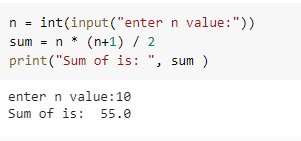 n = int(input("enter n value:"))
sum = n * (n+1) / 2
print("Sum of is: ", sum )
enter n value:10
Sum of is:  55.0